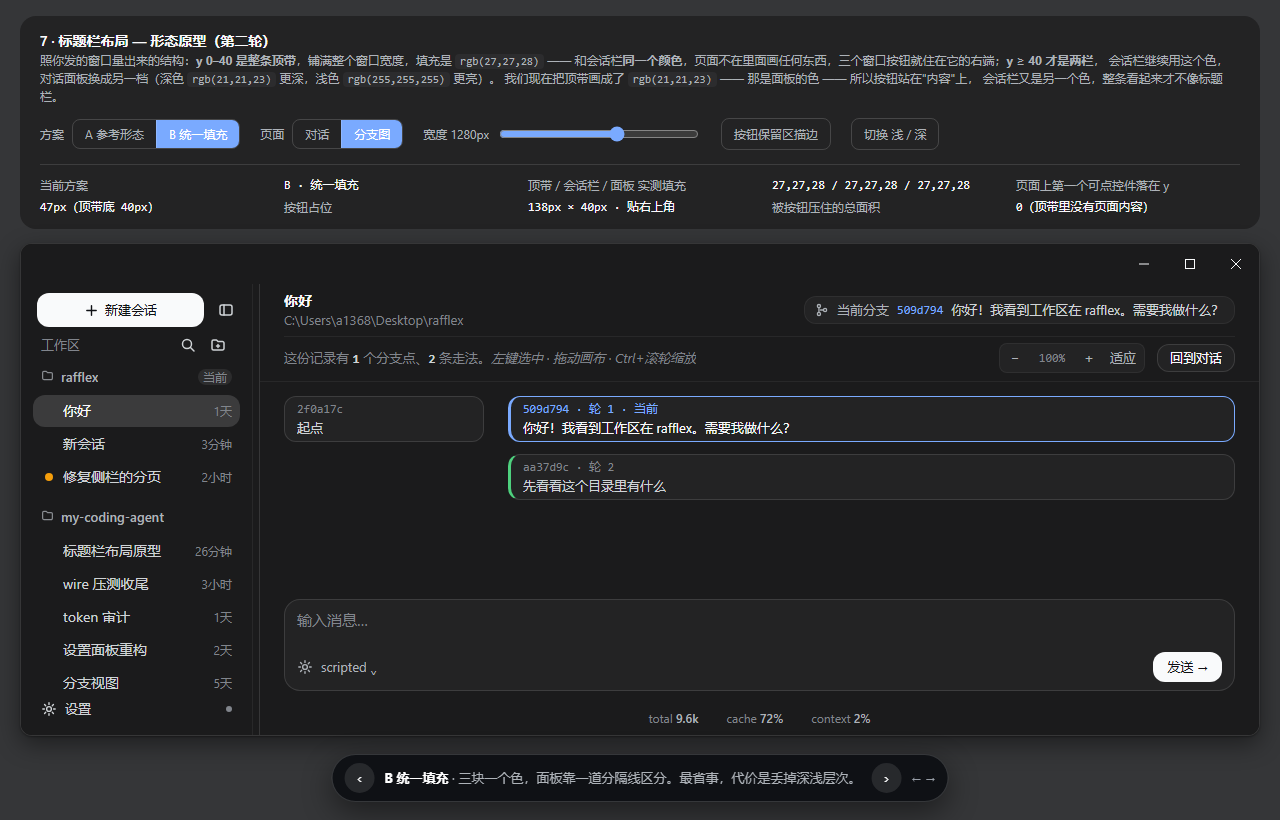 7 · 标题栏布局 — 形态原型（第二轮）
照你发的窗口量出来的结构：y 0–40 是整条顶带，铺满整个窗口宽度，填充是 rgb(27,27,28) —— 和会话栏同一个颜色，页面不在里面画任何东西，三个窗口按钮就住在它的右端；y ≥ 40 才是两栏， 会话栏继续用这个色，
对话面板换成另一档（深色 rgb(21,21,23) 更深，浅色 rgb(255,255,255) 更亮）。 我们现在把顶带画成了 rgb(21,21,23) —— 那是面板的色 —— 所以按钮站在"内容"上， 会话栏又是另一个色，整条看起来才不像标题
栏。
方案 A 参考形态 B 统一填充 页面 对话 分支图 宽度 1280px 按钮保留区描边 切换 浅 / 深
当前方案 B · 统一填充 顶带 / 会话栏 / 面板 实测填充 27,27,28 / 27,27,28 / 27,27,28 页面上第一个可点控件落在 y
47px (顶带底 40px) 按钮占位 138px × 40px · 贴右上角 被按钮压住的总面积 0 (顶带里没有页面内容)
+ 新建会话
工作区
rafflex 当前
你好 1天
新会话 3分钟
修复侧栏的分页 2小时
my-coding-agent
标题栏布局原型 26分钟
wire 压测收尾 3小时
token 审计 1天
设置面板重构 2天
分支视图 5天
设置
你好
C:\Users\a1368\Desktop\rafflex
当前分支 509d794 你好！我看到工作区在 rafflex。需要我做什么？
这份记录有 1 个分支点、2 条走法。左键选中 · 拖动画布 · Ctrl+滚轮缩放
− 100% + 适应 回到对话
2f0a17c
起点
509d794 · 轮 1 · 当前
你好！我看到工作区在 rafflex。需要我做什么？
aa37d9c · 轮 2
先看看这个目录里有什么
输入消息...
scripted ⌄
发送 →
total 9.6k cache 72% context 2%
‹ B 统一填充 · 三块一个色，面板靠一道分隔线区分。最省事，代价是丢掉深浅层次。 › ←→